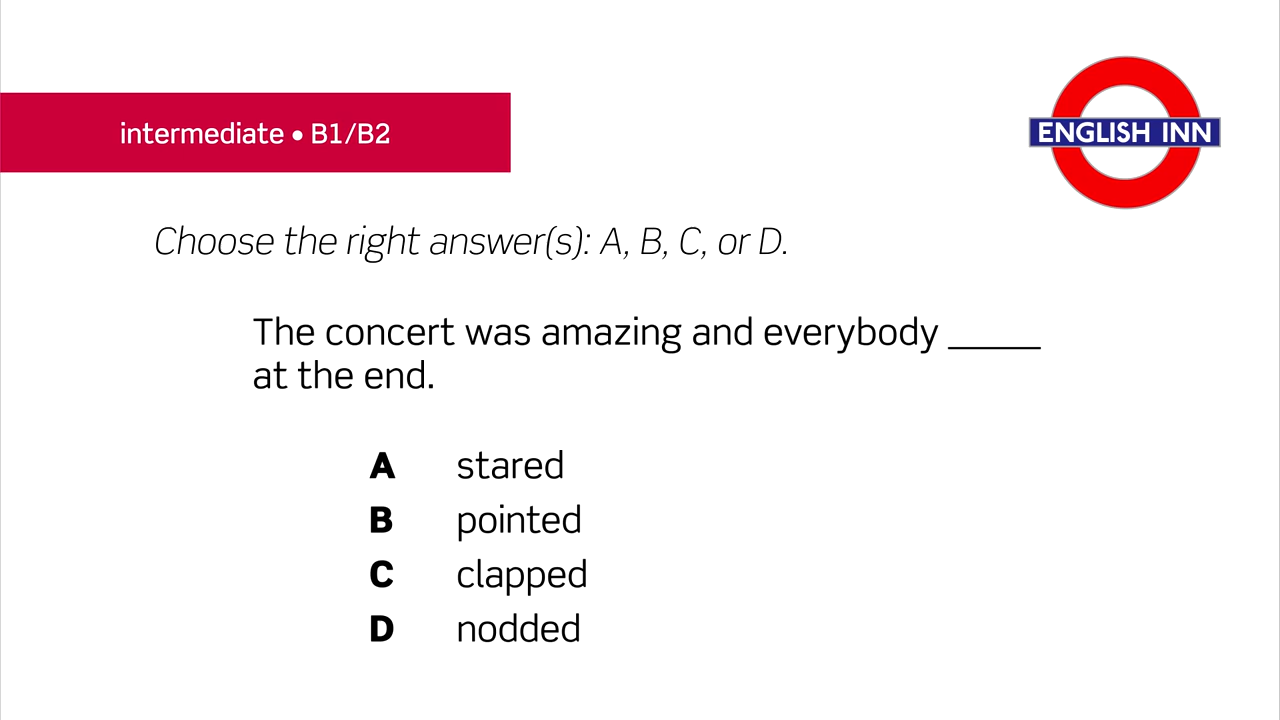 intermediate • B1/B2
ENGLISH INN
Choose the right answer(s): A, B, C, or D.
The concert was amazing and everybody _____
at the end.
A stared
B pointed
C clapped
D nodded